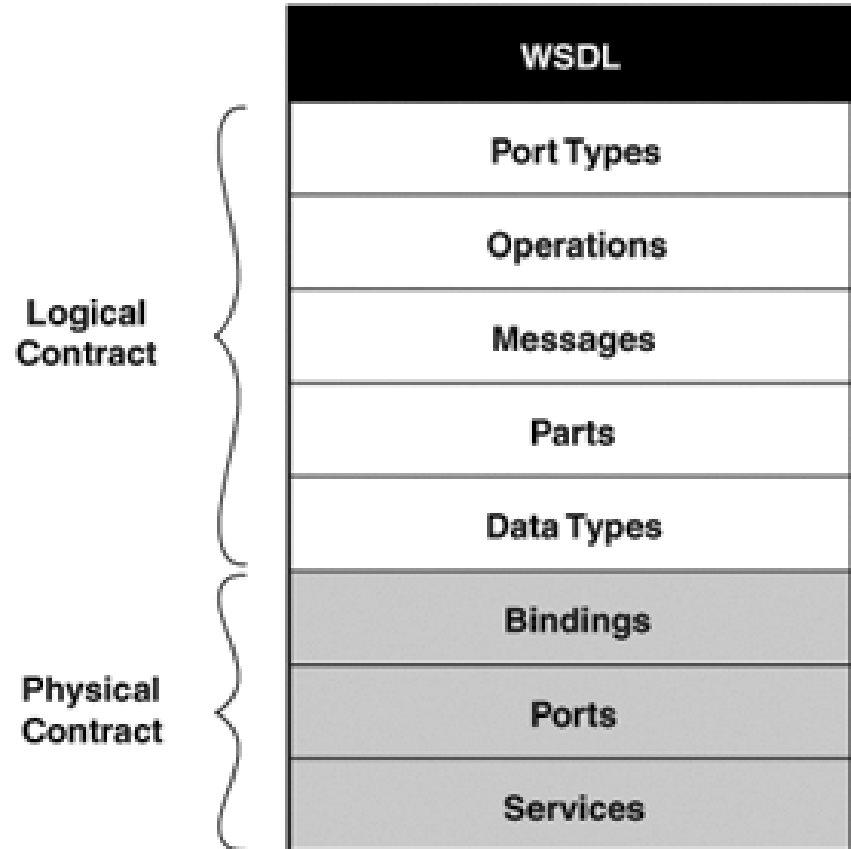 WSDL
Port Types
Operations
Logical
Contract
Messages
Parts
Data Types
Bindings
Physical
Contract
Ports
Services